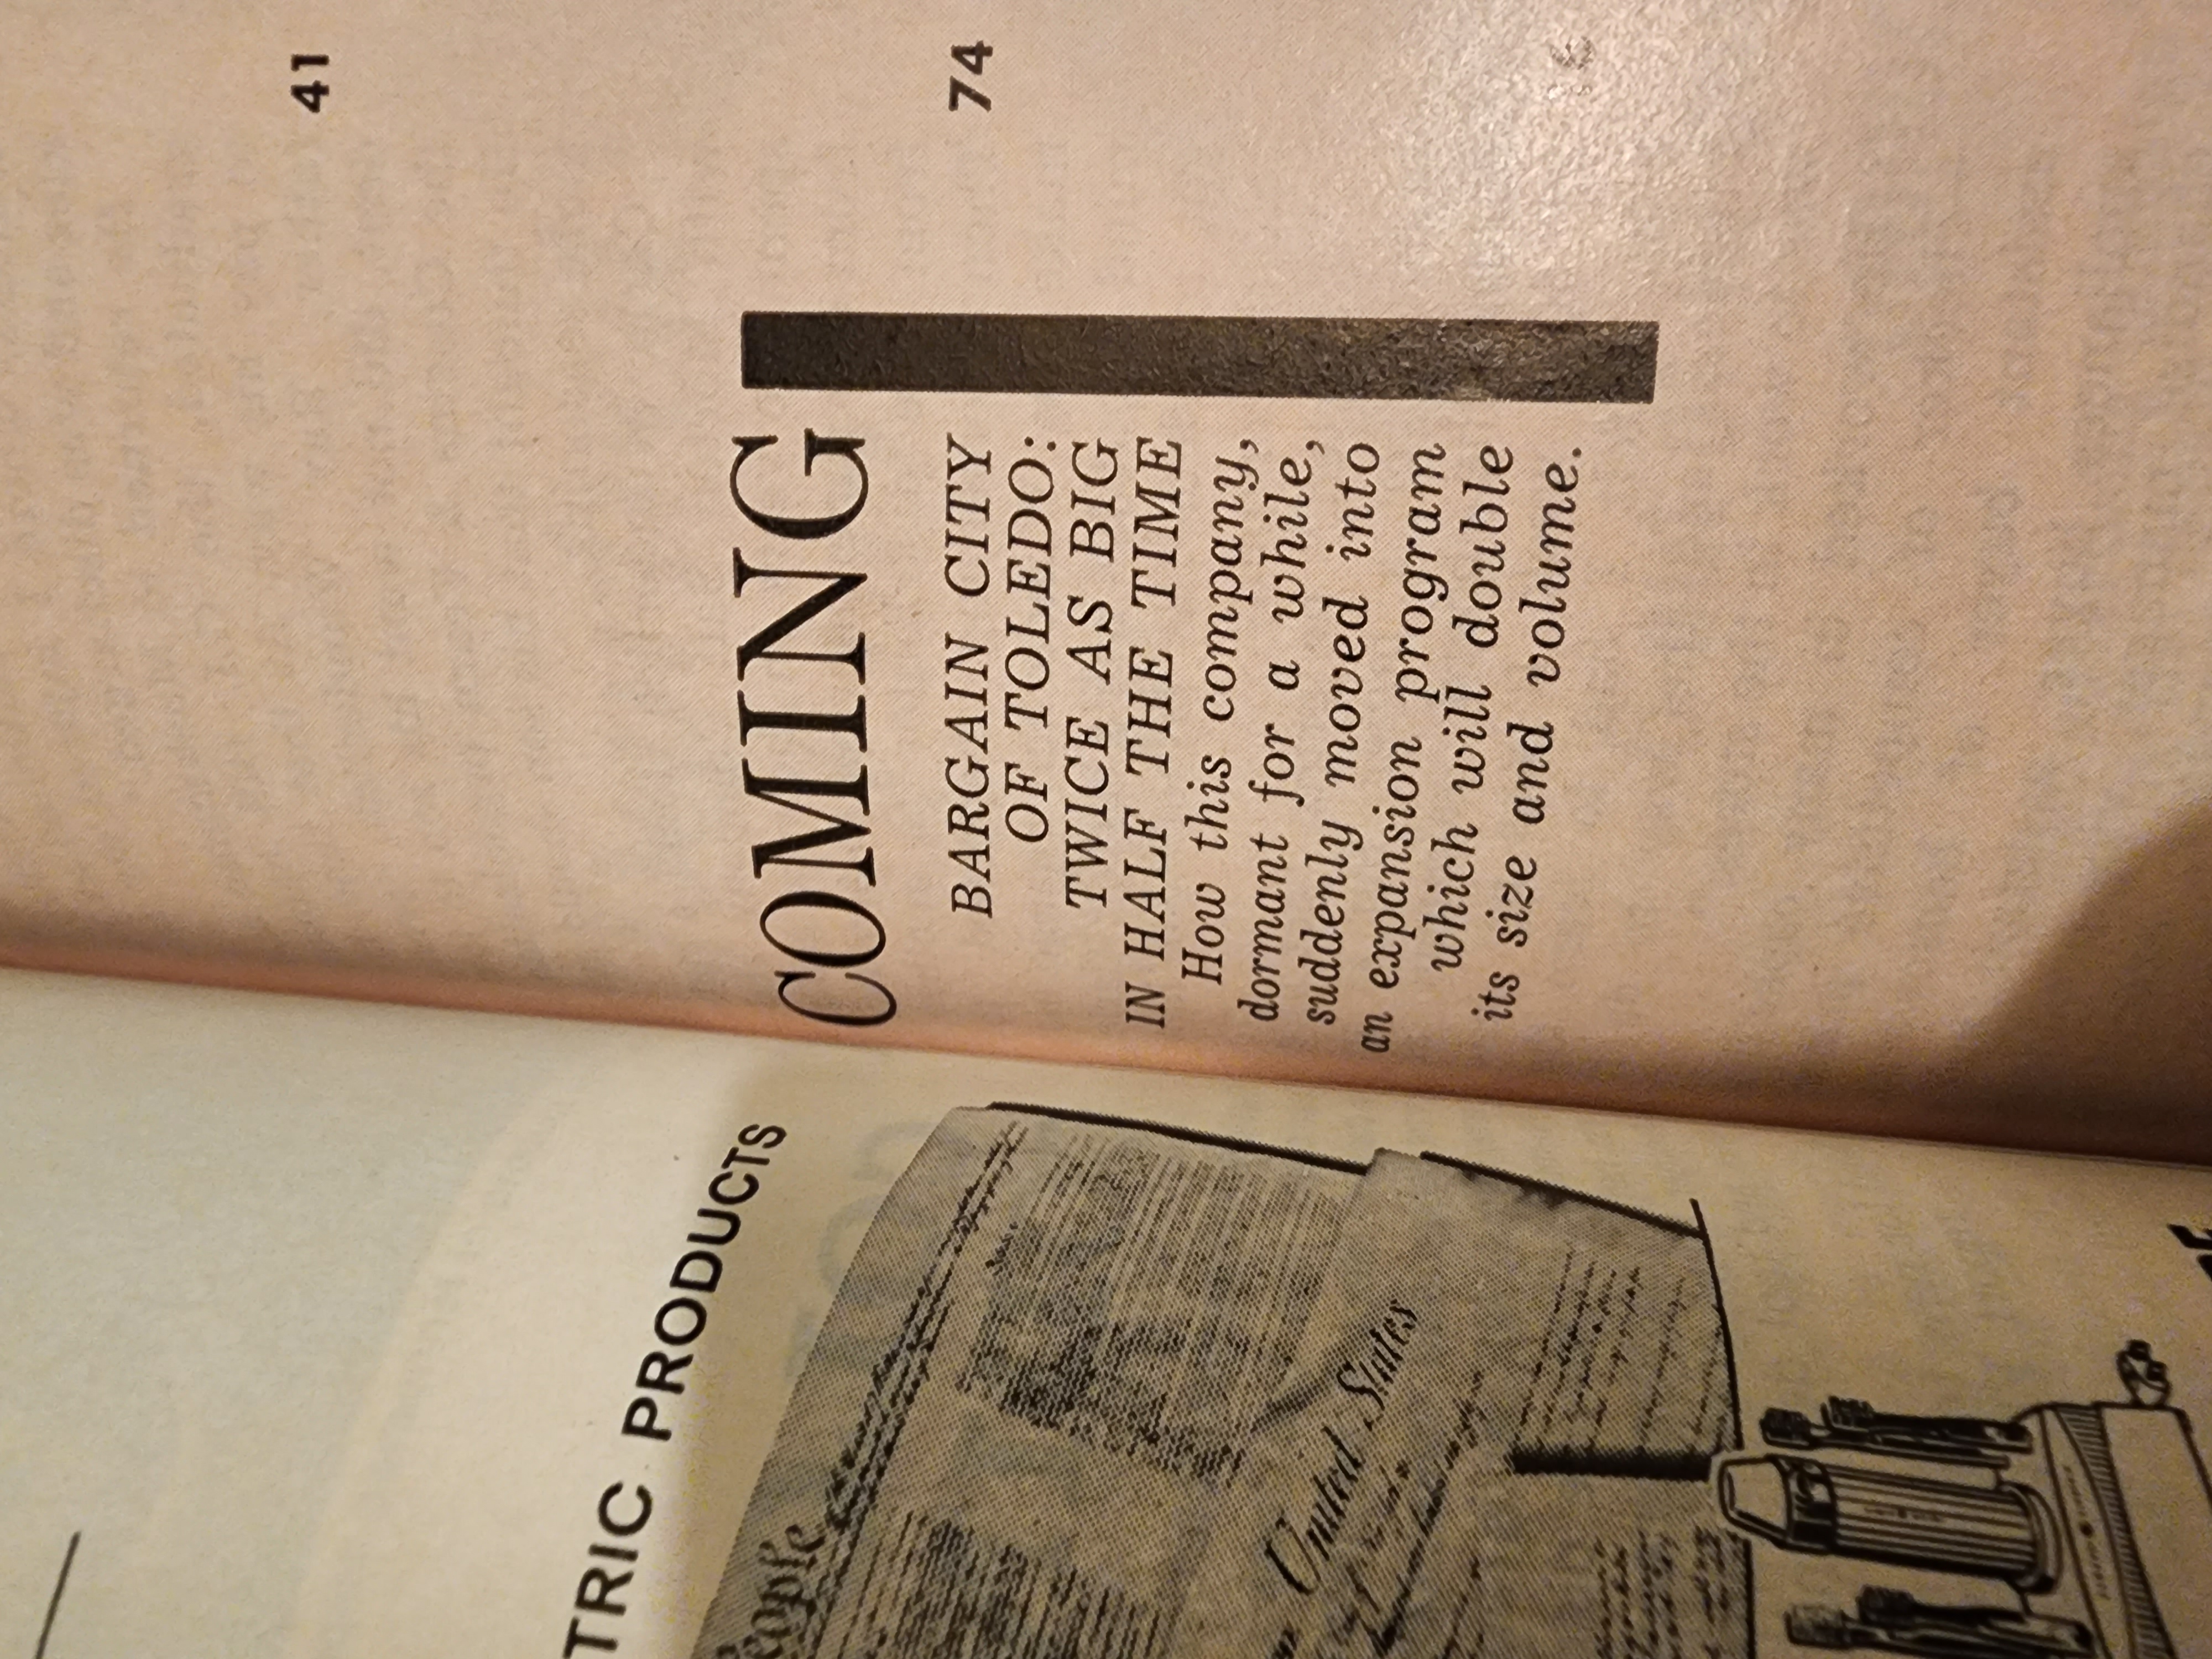 41
74
COMING
BARGAIN CITY
OF TOLEDO:
TWICE AS BIG
IN HALF THE TIME
How this company,
dormant for a while,
suddenly moved into
an expansion program
which will double
its size and volume.
TRIC PRODUCTS
People
United States